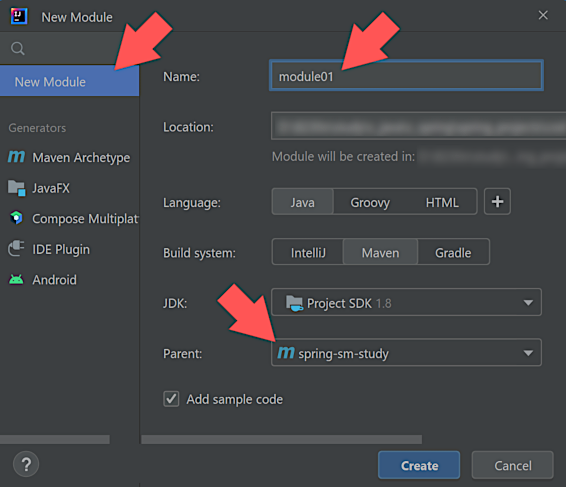 New Module
New Module
Generators
Maven Archetype
JavaFX
Compose Multiplat
IDE Plugin
Android
Name:
module01
Location:
Module will be created in:
Language:
Java
Groovy
HTML
+
Build system:
IntelliJ
Maven
Gradle
JDK:
Project SDK 1.8
Parent:
m spring-sm-study
Add sample code
?
Create
Cancel